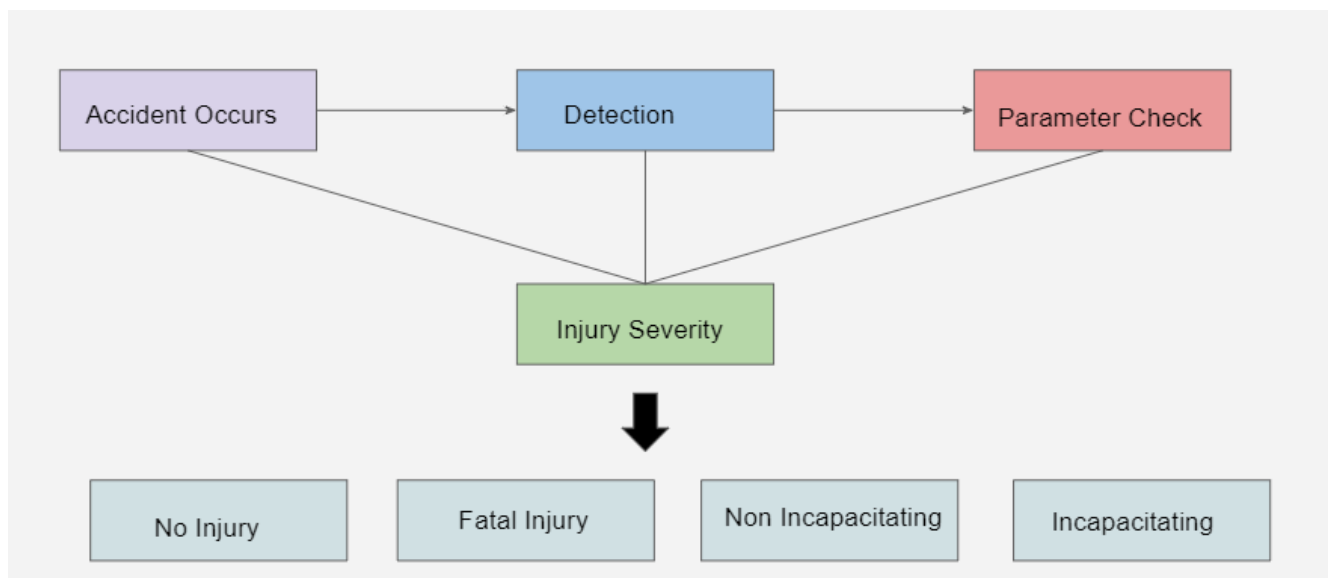 Accident Occurs
Detection
Parameter Check
Injury Severity
No Injury
Fatal Injury
Non Incapacitating
Incapacitating